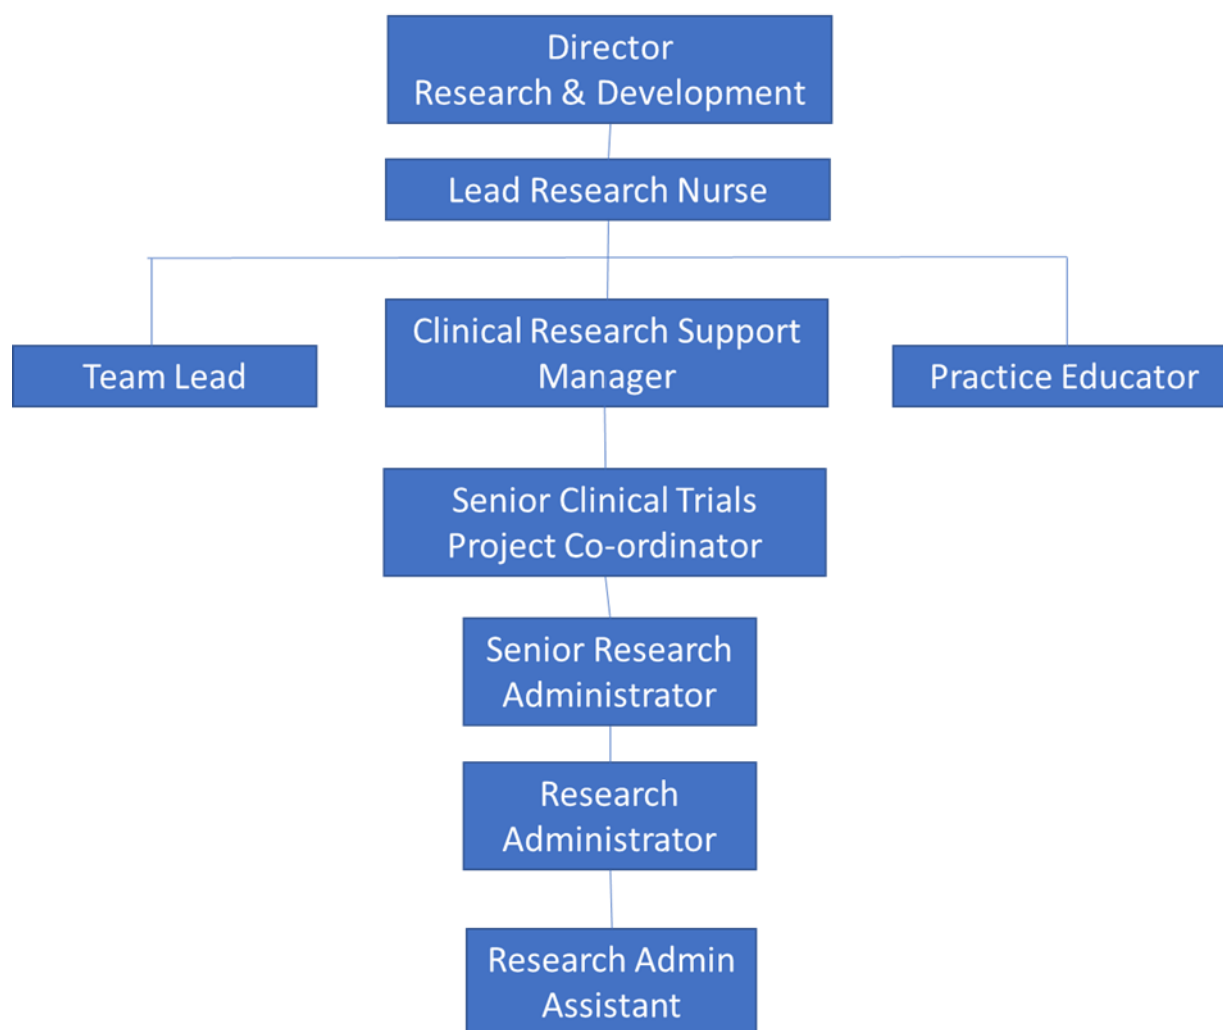 Director
Research & Development
Lead Research Nurse
Clinical Research Support
Manager
Team Lead
Practice Educator
Senior Clinical Trials
Project Co-ordinator
Senior Research
Administrator
Research
Administrator
Research Admin
Assistant